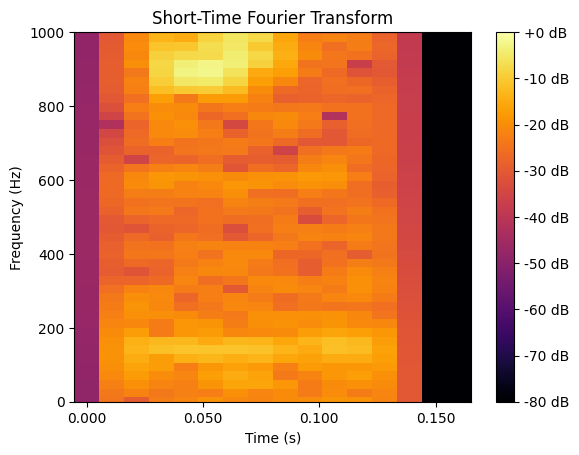 Short-Time Fourier Transform
1000
800
600
400
200
0
Frequency (Hz)
0.000
0.050
0.100
0.150
Time (s)
+0 dB
-10 dB
-20 dB
-30 dB
-40 dB
-50 dB
-60 dB
-70 dB
-80 dB